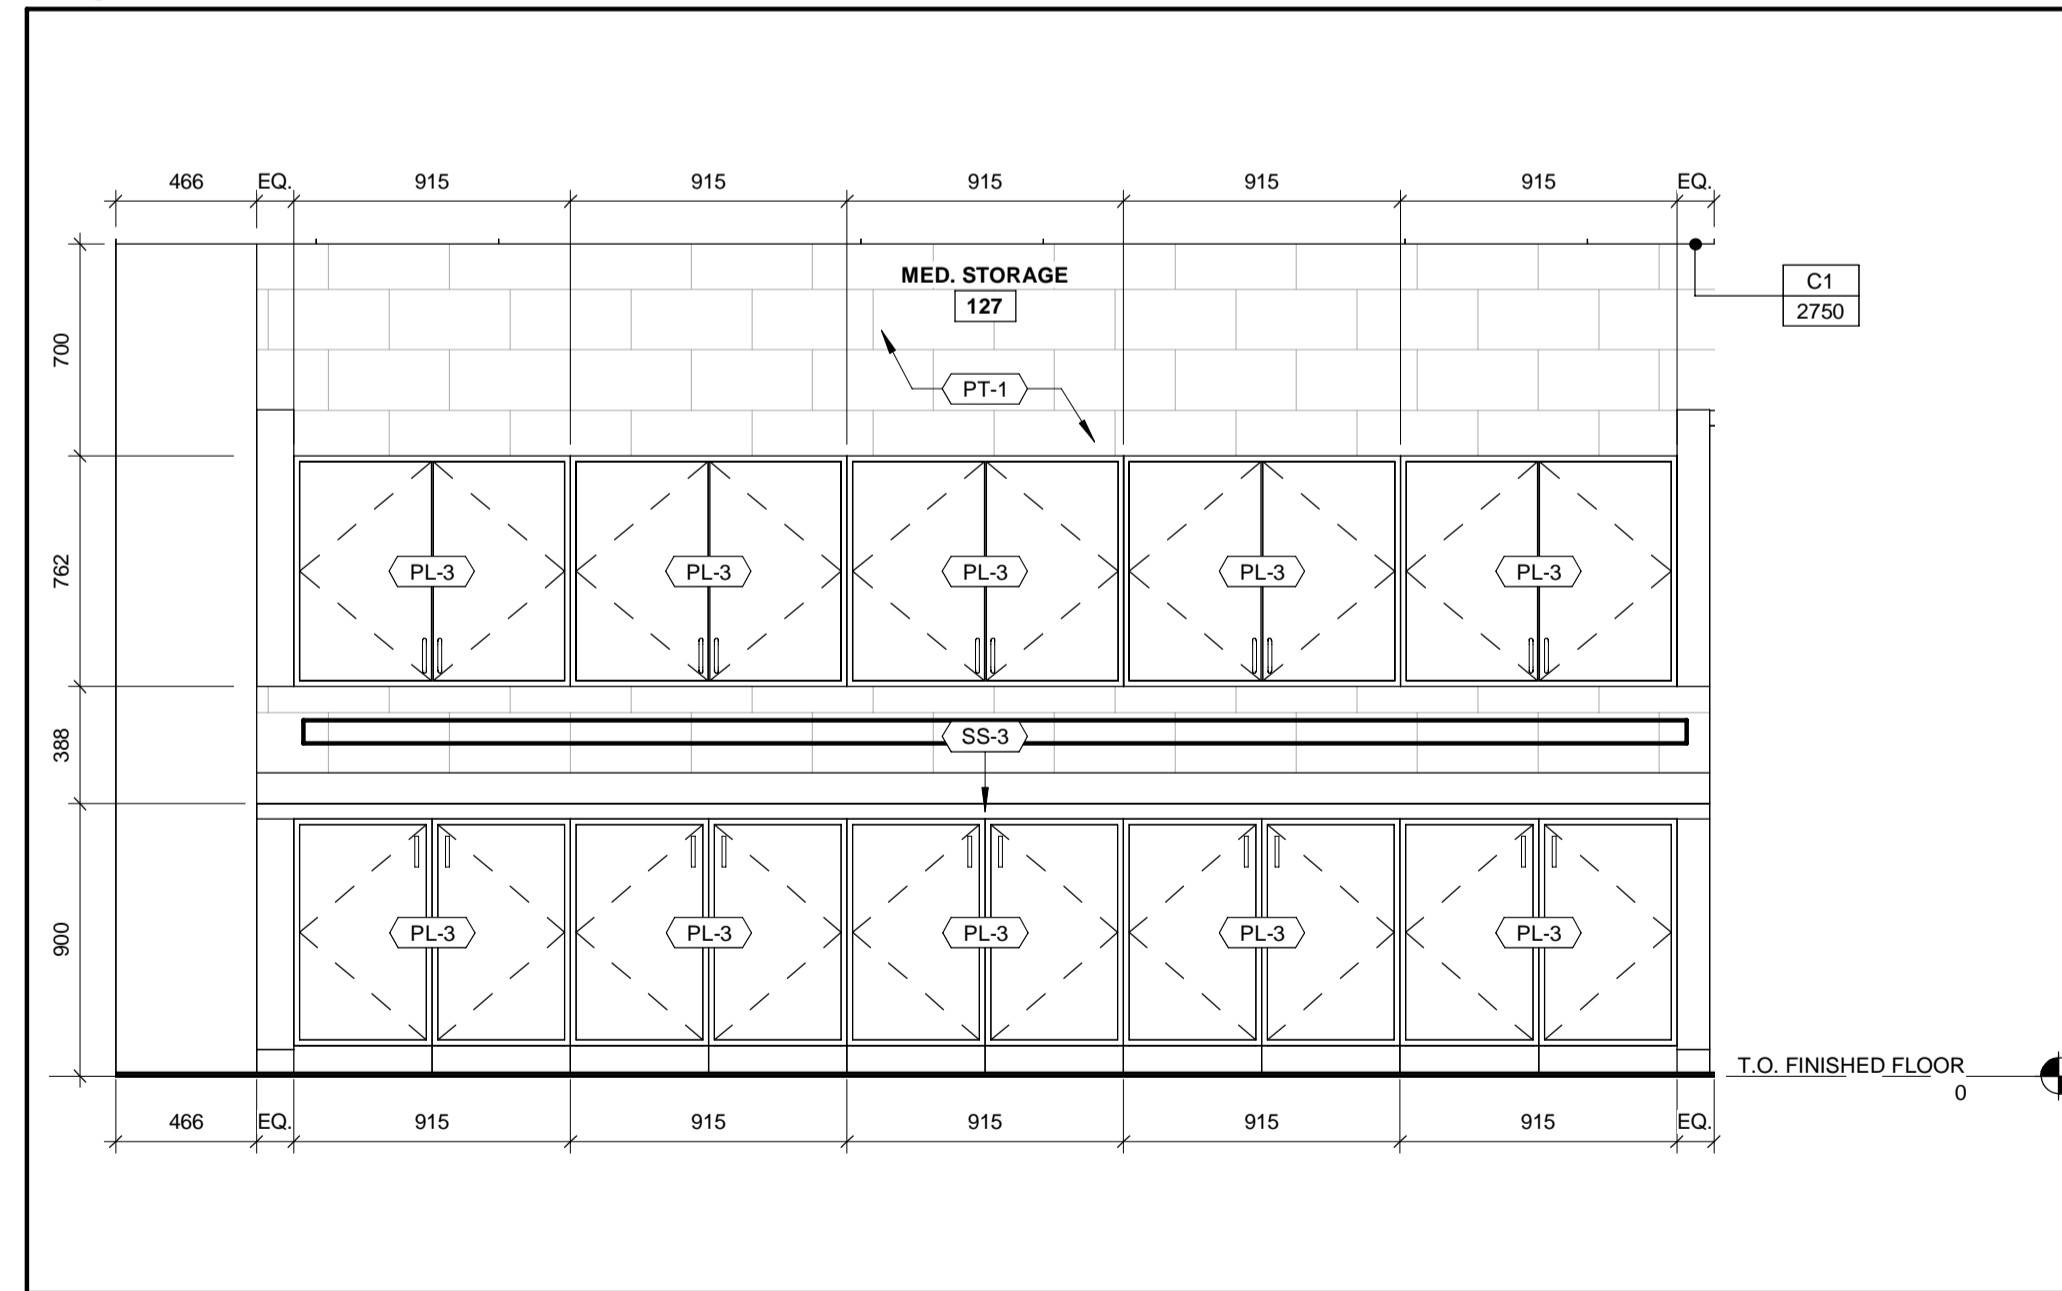 466 EQ. 915 915 915 915 915 EQ.
MED. STORAGE
127
C1
2750
700
PT-1
762
PL-3 PL-3 PL-3 PL-3 PL-3
388
SS-3
900
PL-3 PL-3 PL-3 PL-3 PL-3
T.O. FINISHED FLOOR
0
466 EQ. 915 915 915 915 915 EQ.